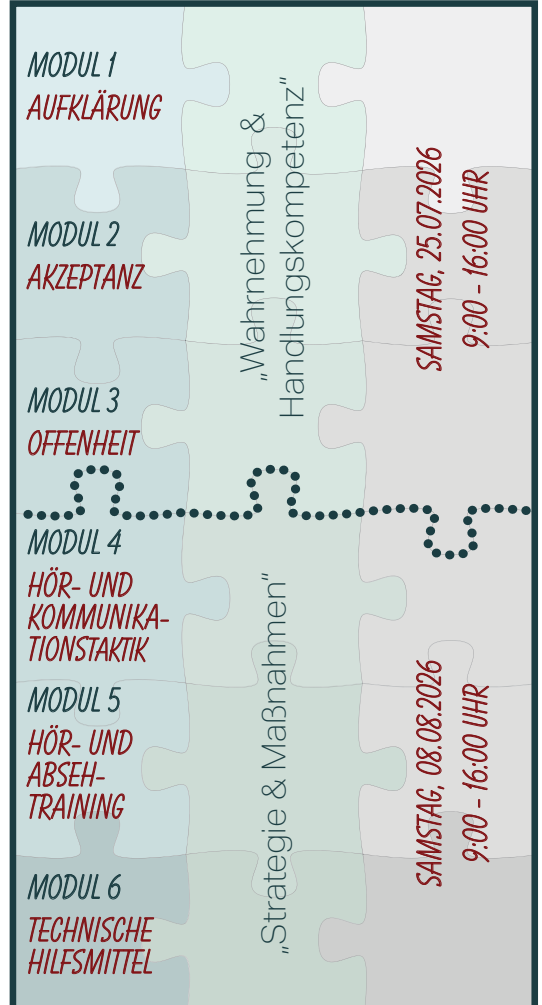 MODUL 1
AUFKLÄRUNG
MODUL 2
AKZEPTANZ
MODUL 3
OFFENHEIT
„Wahrnehmung &
Handlungskompetenz“
SAMSTAG, 25.07.2026
9:00 - 16:00 UHR
MODUL 4
HÖR- UND
KOMMUNIKA-
TIONSTAKTIK
MODUL 5
HÖR- UND
ABSEH-
TRAINING
MODUL 6
TECHNISCHE
HILFSMITTEL
„Strategie & Maßnahmen“
SAMSTAG, 08.08.2026
9:00 - 16:00 UHR